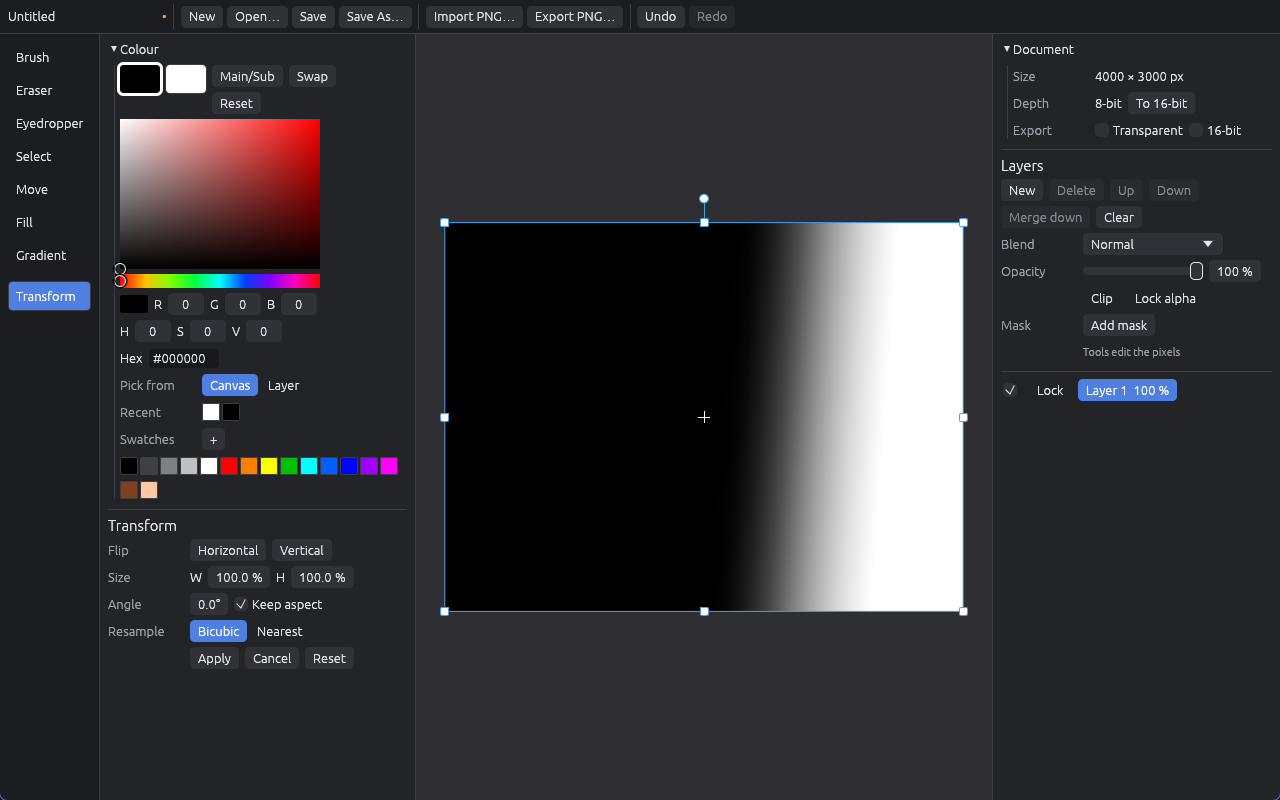 Untitled New Open... Save Save As... Import PNG... Export PNG... Undo Redo
Brush
Eraser
Eyedropper
Select
Move
Fill
Gradient
Transform
Colour
Main/Sub Swap
Reset
R 0 G 0 B 0
H 0 S 0 V 0
Hex #000000
Pick from Canvas Layer
Recent
Swatches +
Transform
Flip Horizontal Vertical
Size W 100.0 % H 100.0 %
Angle 0.0° Keep aspect
Resample Bicubic Nearest
Apply Cancel Reset
Document
Size 4000 × 3000 px
Depth 8-bit To 16-bit
Export Transparent 16-bit
Layers
New Delete Up Down
Merge down Clear
Blend Normal
Opacity 100 %
Clip Lock alpha
Mask Add mask
Tools edit the pixels
Lock Layer 1 100 %